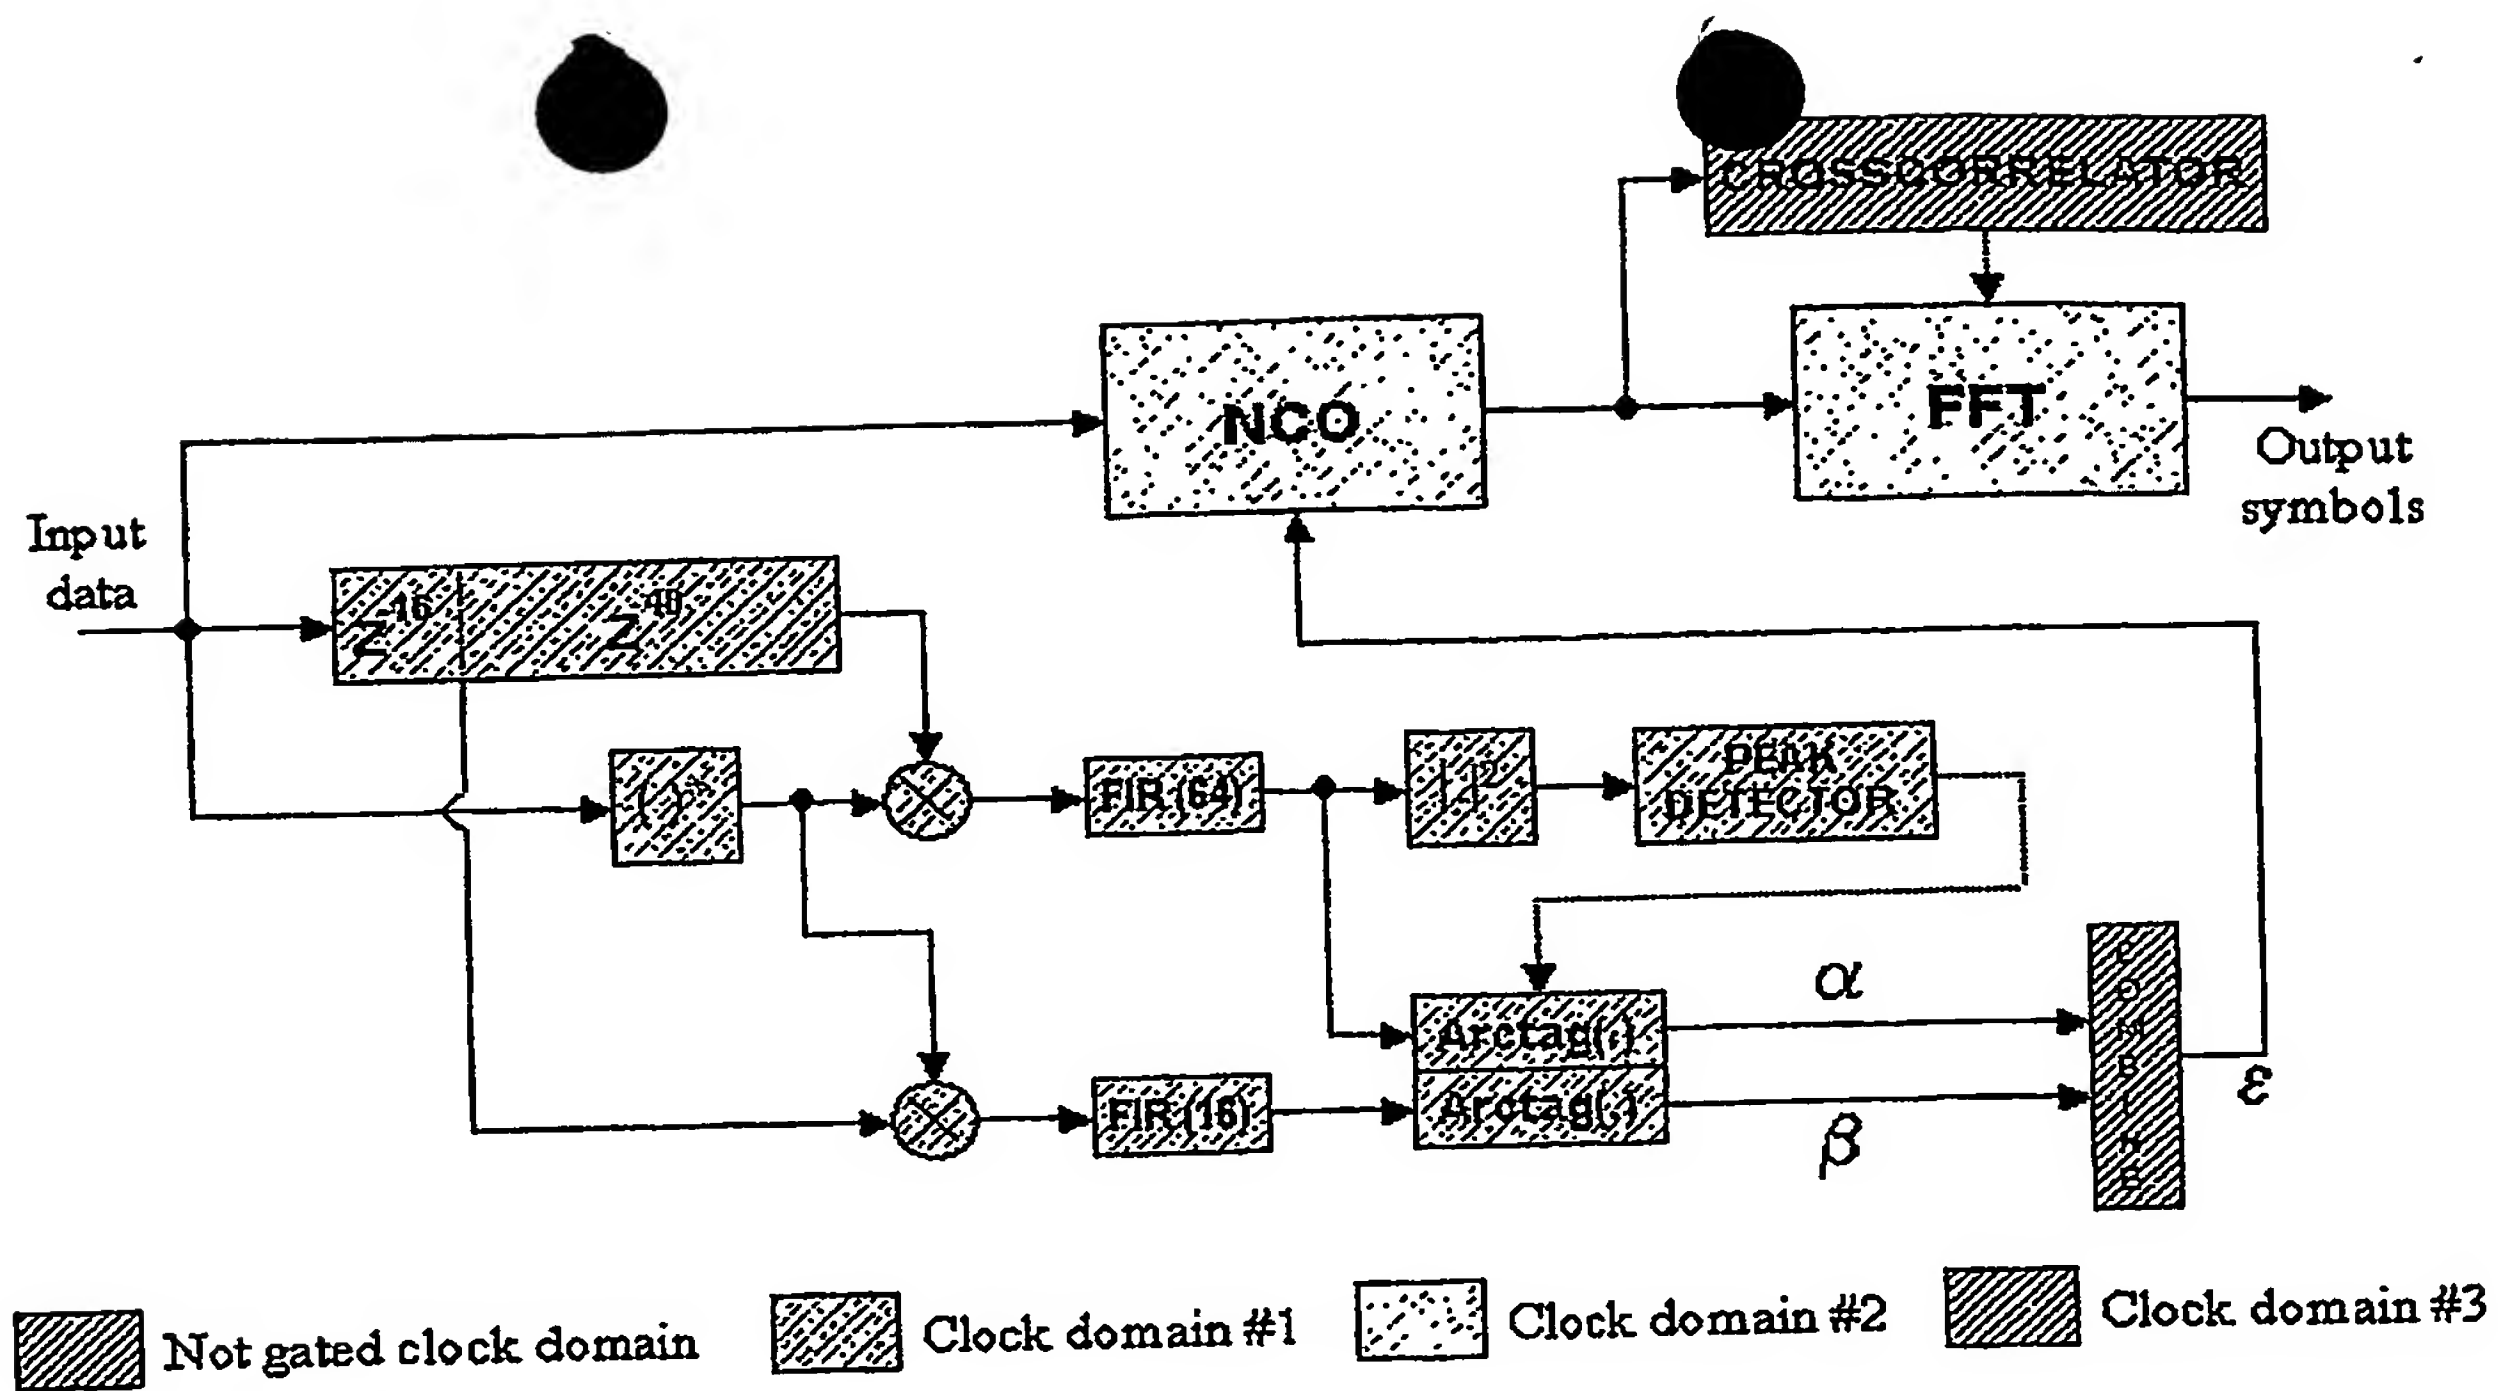 CROSSCORRELATOR
NCO
FFT
Output
symbols
Input
data
Z-16
Z-48
( )*
FIR(64)
| |²
PEAK
DETECTOR
Arctag(.)
α
Arctag(.)
β
FIR(16)
COMBINE
ε
Not gated clock domain
Clock domain #1
Clock domain #2
Clock domain #3